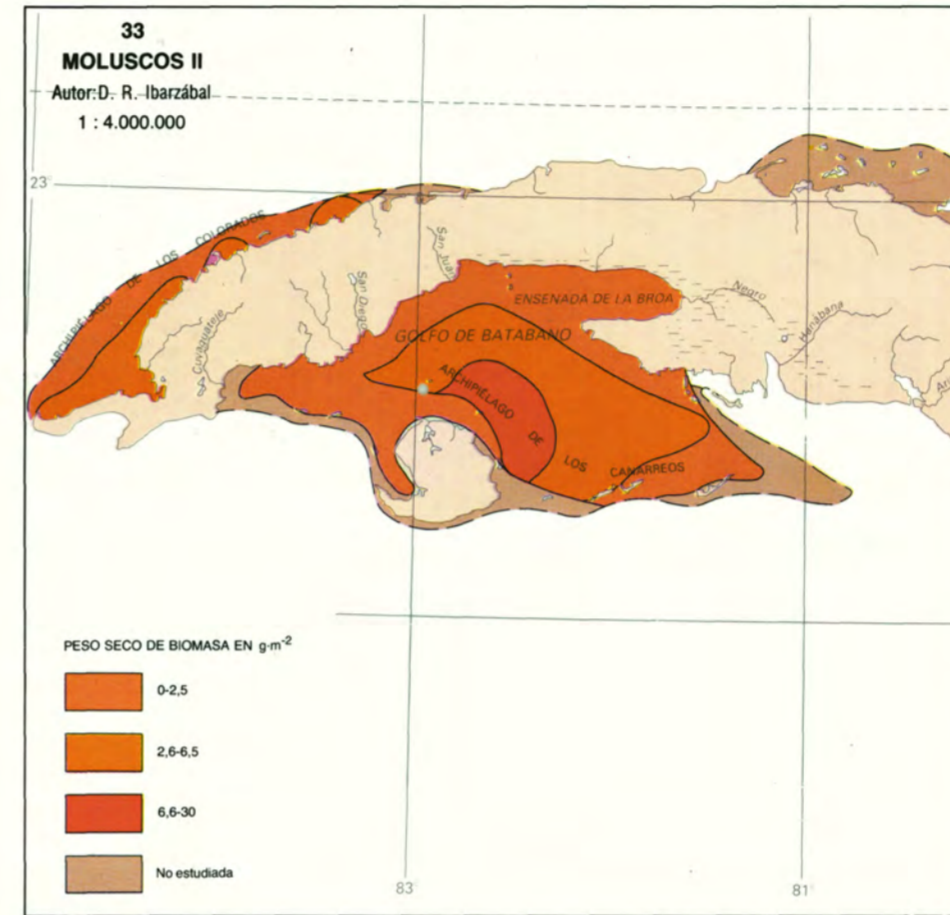 33
MOLUSCOS II
Autor: D. R. Ibarzábal
1 : 4.000.000
23°
ARCHIPIÉLAGO DE LOS COLORADOS
San Juan
San Diego
Cuyaguateje
ENSENADA DE LA BROA
GOLFO DE BATABANO
Negro
Hanábana
ARCHIPIÉLAGO DE LOS CANARREOS
PESO SECO DE BIOMASA EN g·m⁻²
0-2,5
2,6-6,5
6,6-30
No estudiada
83
81°